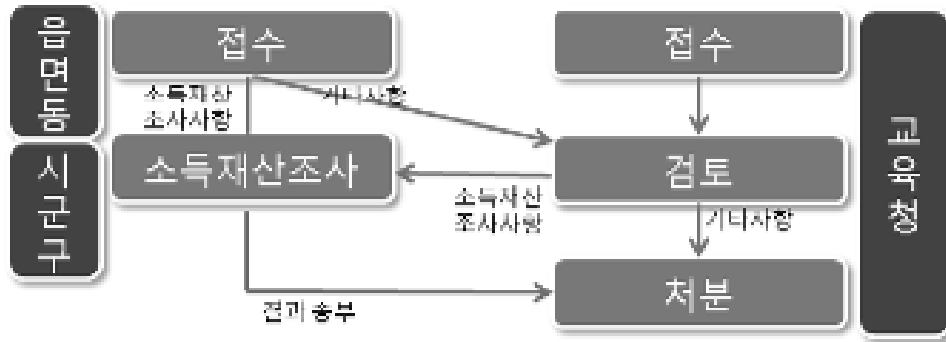 읍면동
접수
접수
소득재산
조사사항
기타사항
시군구
소득재산조사
검토
교육청
소득재산
조사사항
기타사항
처분
결과 송부